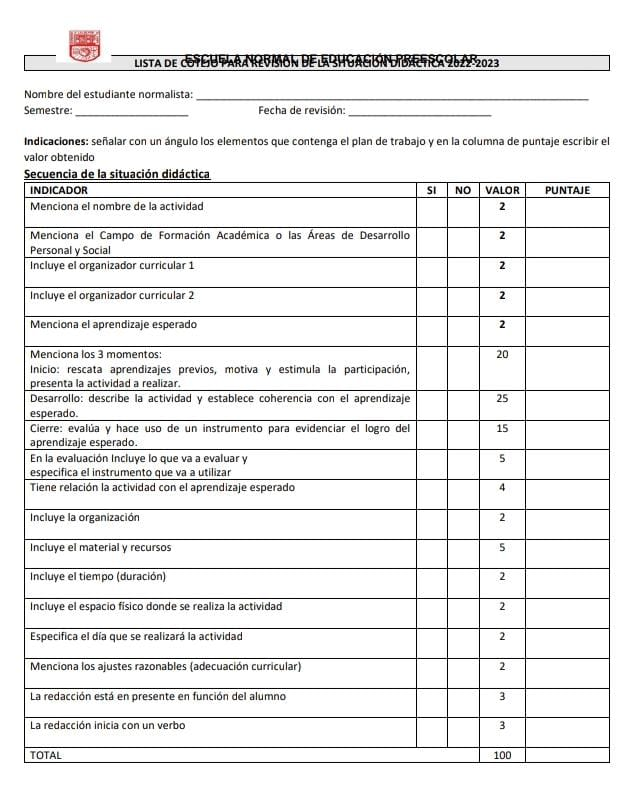 ESCUELA NORMAL DE EDUCACIÓN PREESCOLAR
LISTA DE COTEJO PARA REVISIÓN DE LA SITUACIÓN DIDÁCTICA 2022-2023
Nombre del estudiante normalista:
Semestre: Fecha de revisión:
Indicaciones: señalar con un ángulo los elementos que contenga el plan de trabajo y en la columna de puntaje escribir el
valor obtenido
Secuencia de la situación didáctica
INDICADOR SI NO VALOR PUNTAJE
Menciona el nombre de la actividad 2
Menciona el Campo de Formación Académica o las Áreas de Desarrollo 2
Personal y Social
Incluye el organizador curricular 1 2
Incluye el organizador curricular 2 2
Menciona el aprendizaje esperado 2
Menciona los 3 momentos: 20
Inicio: rescata aprendizajes previos, motiva y estimula la participación,
presenta la actividad a realizar.
Desarrollo: describe la actividad y establece coherencia con el aprendizaje 25
esperado.
Cierre: evalúa y hace uso de un instrumento para evidenciar el logro del 15
aprendizaje esperado.
En la evaluación Incluye lo que va a evaluar y 5
especifica el instrumento que va a utilizar
Tiene relación la actividad con el aprendizaje esperado 4
Incluye la organización 2
Incluye el material y recursos 5
Incluye el tiempo (duración) 2
Incluye el espacio físico donde se realiza la actividad 2
Especifica el día que se realizará la actividad 2
Menciona los ajustes razonables (adecuación curricular) 2
La redacción está en presente en función del alumno 3
La redacción inicia con un verbo 3
TOTAL 100